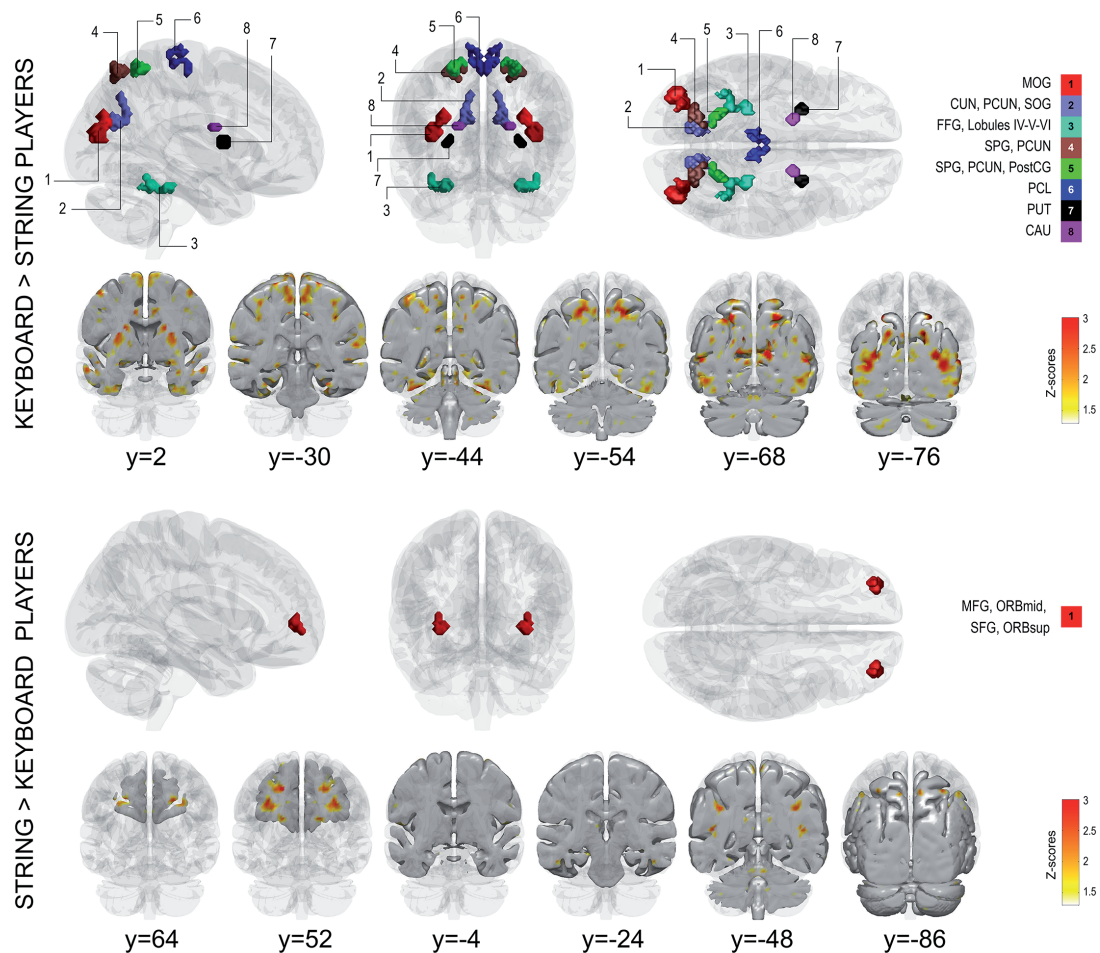 KEYBOARD > STRING PLAYERS
4
5
6
8
7
1
2
3
6
5
4
2
8
1
7
3
4
5
3
6
8
7
1
2
MOG 1
CUN, PCUN, SOG 2
FFG, Lobules IV-V-VI 3
SPG, PCUN 4
SPG, PCUN, PostCG 5
PCL 6
PUT 7
CAU 8
Z-scores
3
2.5
2
1.5
y=2
y=-30
y=-44
y=-54
y=-68
y=-76
STRING > KEYBOARD PLAYERS
MFG, ORBmid,
SFG, ORBsup
1
Z-scores
3
2.5
2
1.5
y=64
y=52
y=-4
y=-24
y=-48
y=-86